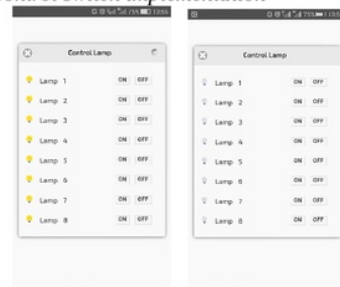 Control Lamp
Lamp 1 ON OFF
Lamp 2 ON OFF
Lamp 3 ON OFF
Lamp 4 ON OFF
Lamp 5 ON OFF
Lamp 6 ON OFF
Lamp 7 ON OFF
Lamp 8 ON OFF
Control Lamp
Lamp 1 ON OFF
Lamp 2 ON OFF
Lamp 3 ON OFF
Lamp 4 ON OFF
Lamp 5 ON OFF
Lamp 6 ON OFF
Lamp 7 ON OFF
Lamp 8 ON OFF